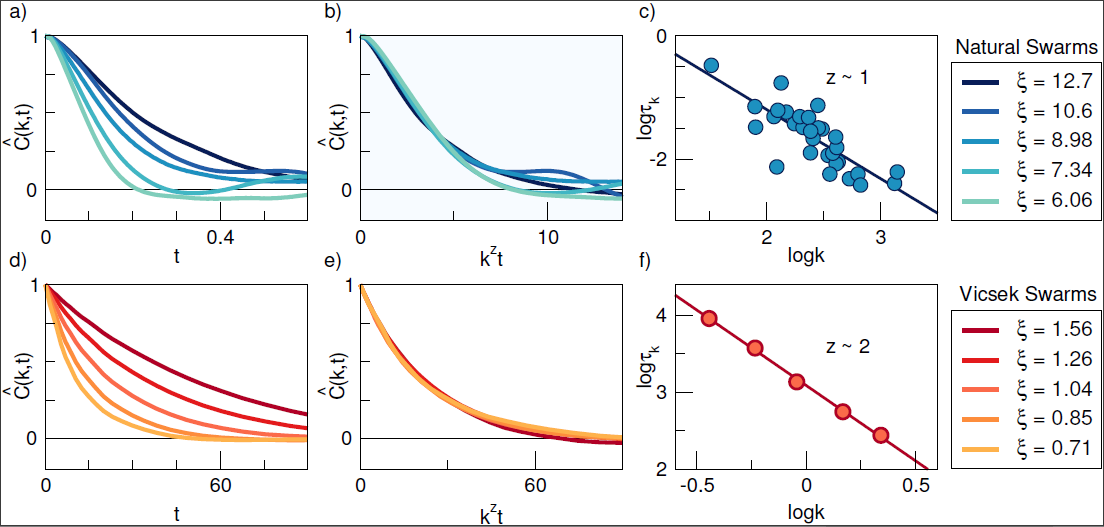 a)
1
0
Ĉ(k,t)
0
0.4
t
b)
1
0
Ĉ(k,t)
0
10
kᶻt
c)
0
-2
logτₖ
z ~ 1
2
3
logk
Natural Swarms
ξ = 12.7
ξ = 10.6
ξ = 8.98
ξ = 7.34
ξ = 6.06
d)
1
0
Ĉ(k,t)
0
60
t
e)
1
0
Ĉ(k,t)
0
60
kᶻt
f)
4
3
2
logτₖ
z ~ 2
-0.5
0
0.5
logk
Vicsek Swarms
ξ = 1.56
ξ = 1.26
ξ = 1.04
ξ = 0.85
ξ = 0.71